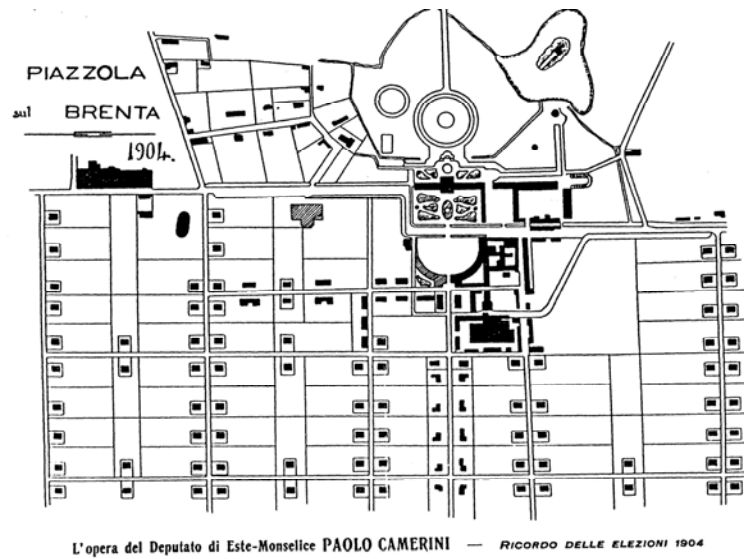 PIAZZOLA
sul BRENTA
1904.
L'opera del Deputato di Este-Monselice PAOLO CAMERINI — RICORDO DELLE ELEZIONI 1904